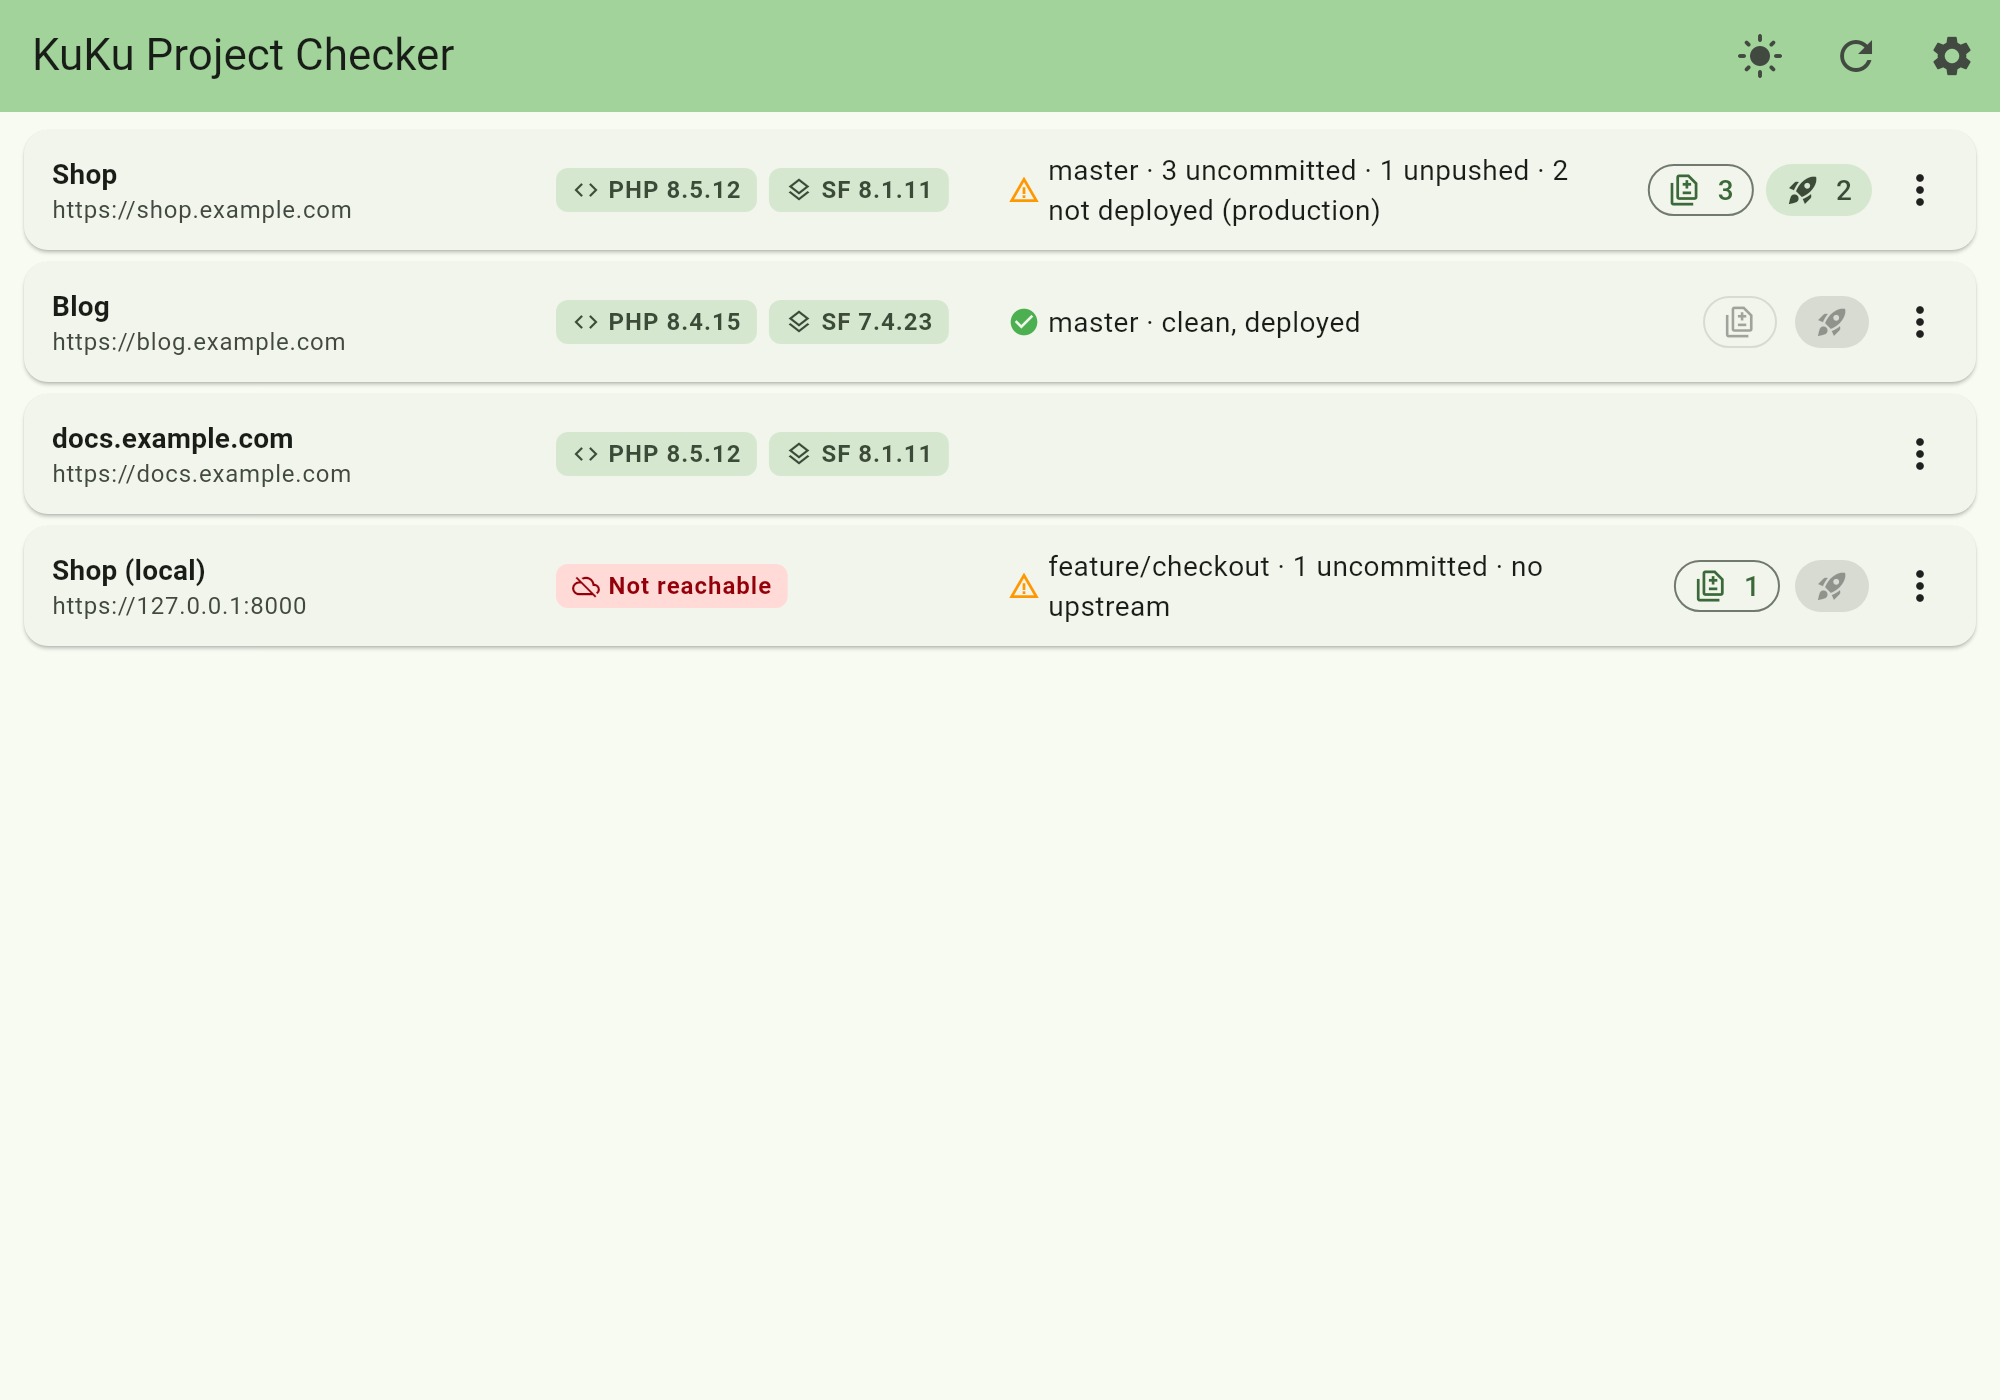 KuKu Project Checker
Shop
https://shop.example.com
PHP 8.5.12
SF 8.1.11
master · 3 uncommitted · 1 unpushed · 2
not deployed (production)
3
2
Blog
https://blog.example.com
PHP 8.4.15
SF 7.4.23
master · clean, deployed
docs.example.com
https://docs.example.com
PHP 8.5.12
SF 8.1.11
Shop (local)
https://127.0.0.1:8000
Not reachable
feature/checkout · 1 uncommitted · no
upstream
1